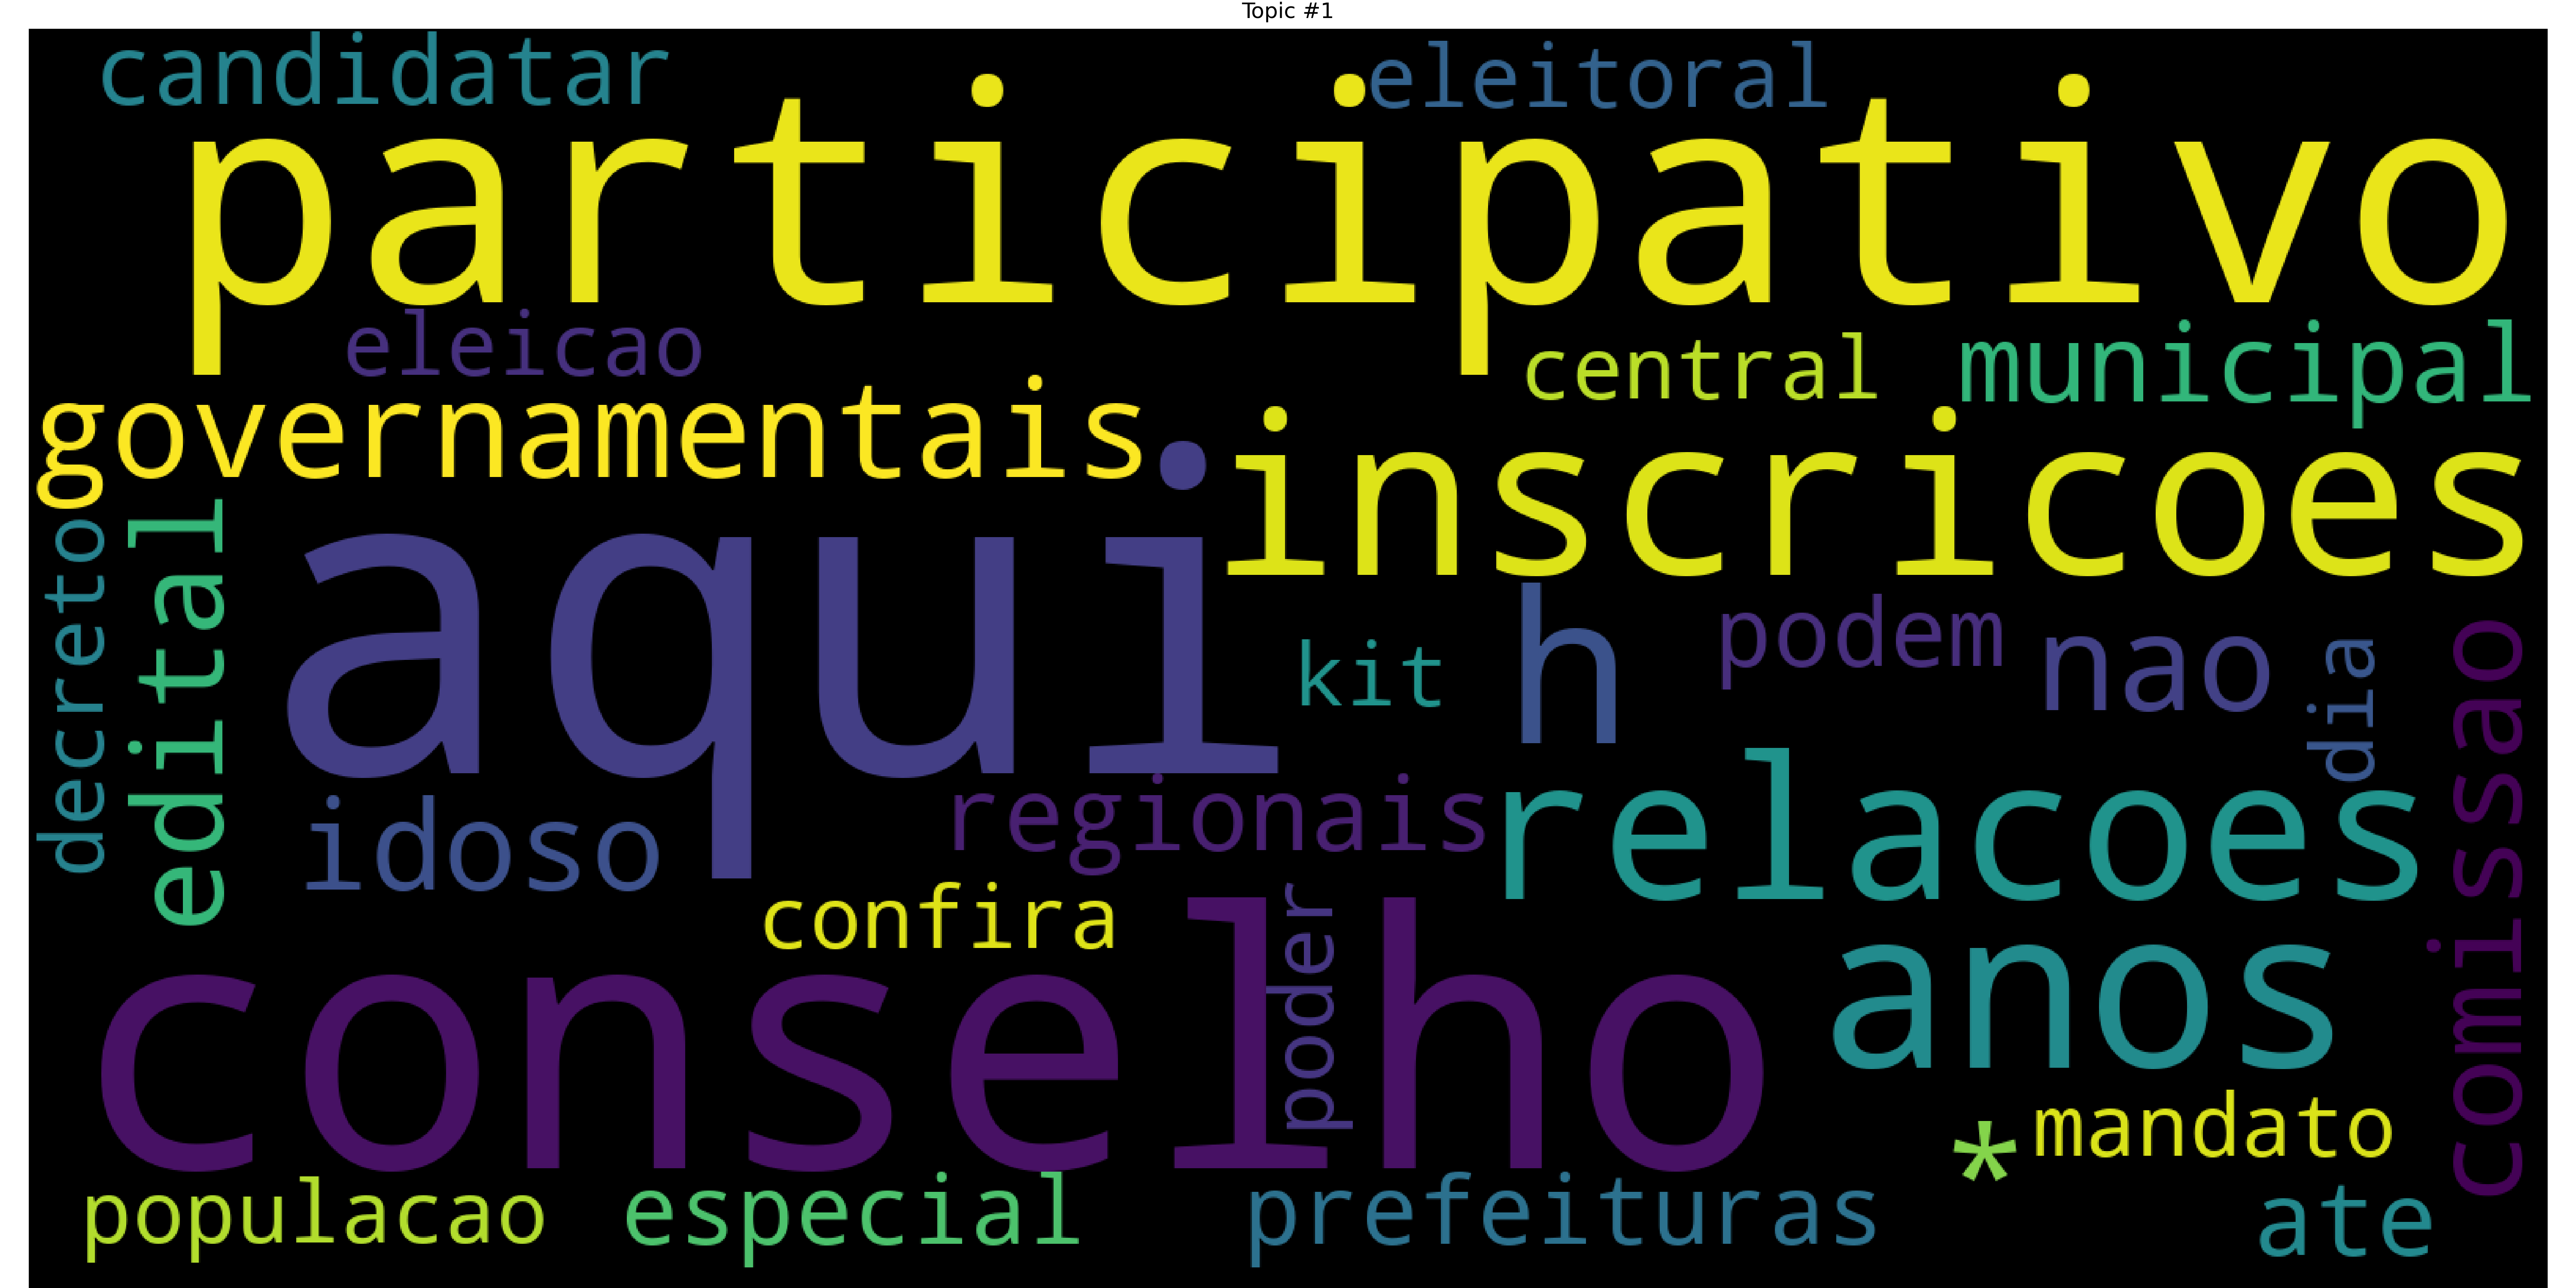 Topic #1
candidatar
eleitoral
participativo
eleicao
central
municipal
governamentais
inscricoes
decreto
edital
aqui
kit
h
podem
nao
dia
comissao
idoso
regionais
relacoes
confira
poder
conselho
anos
*
mandato
populacao
especial
prefeituras
ate